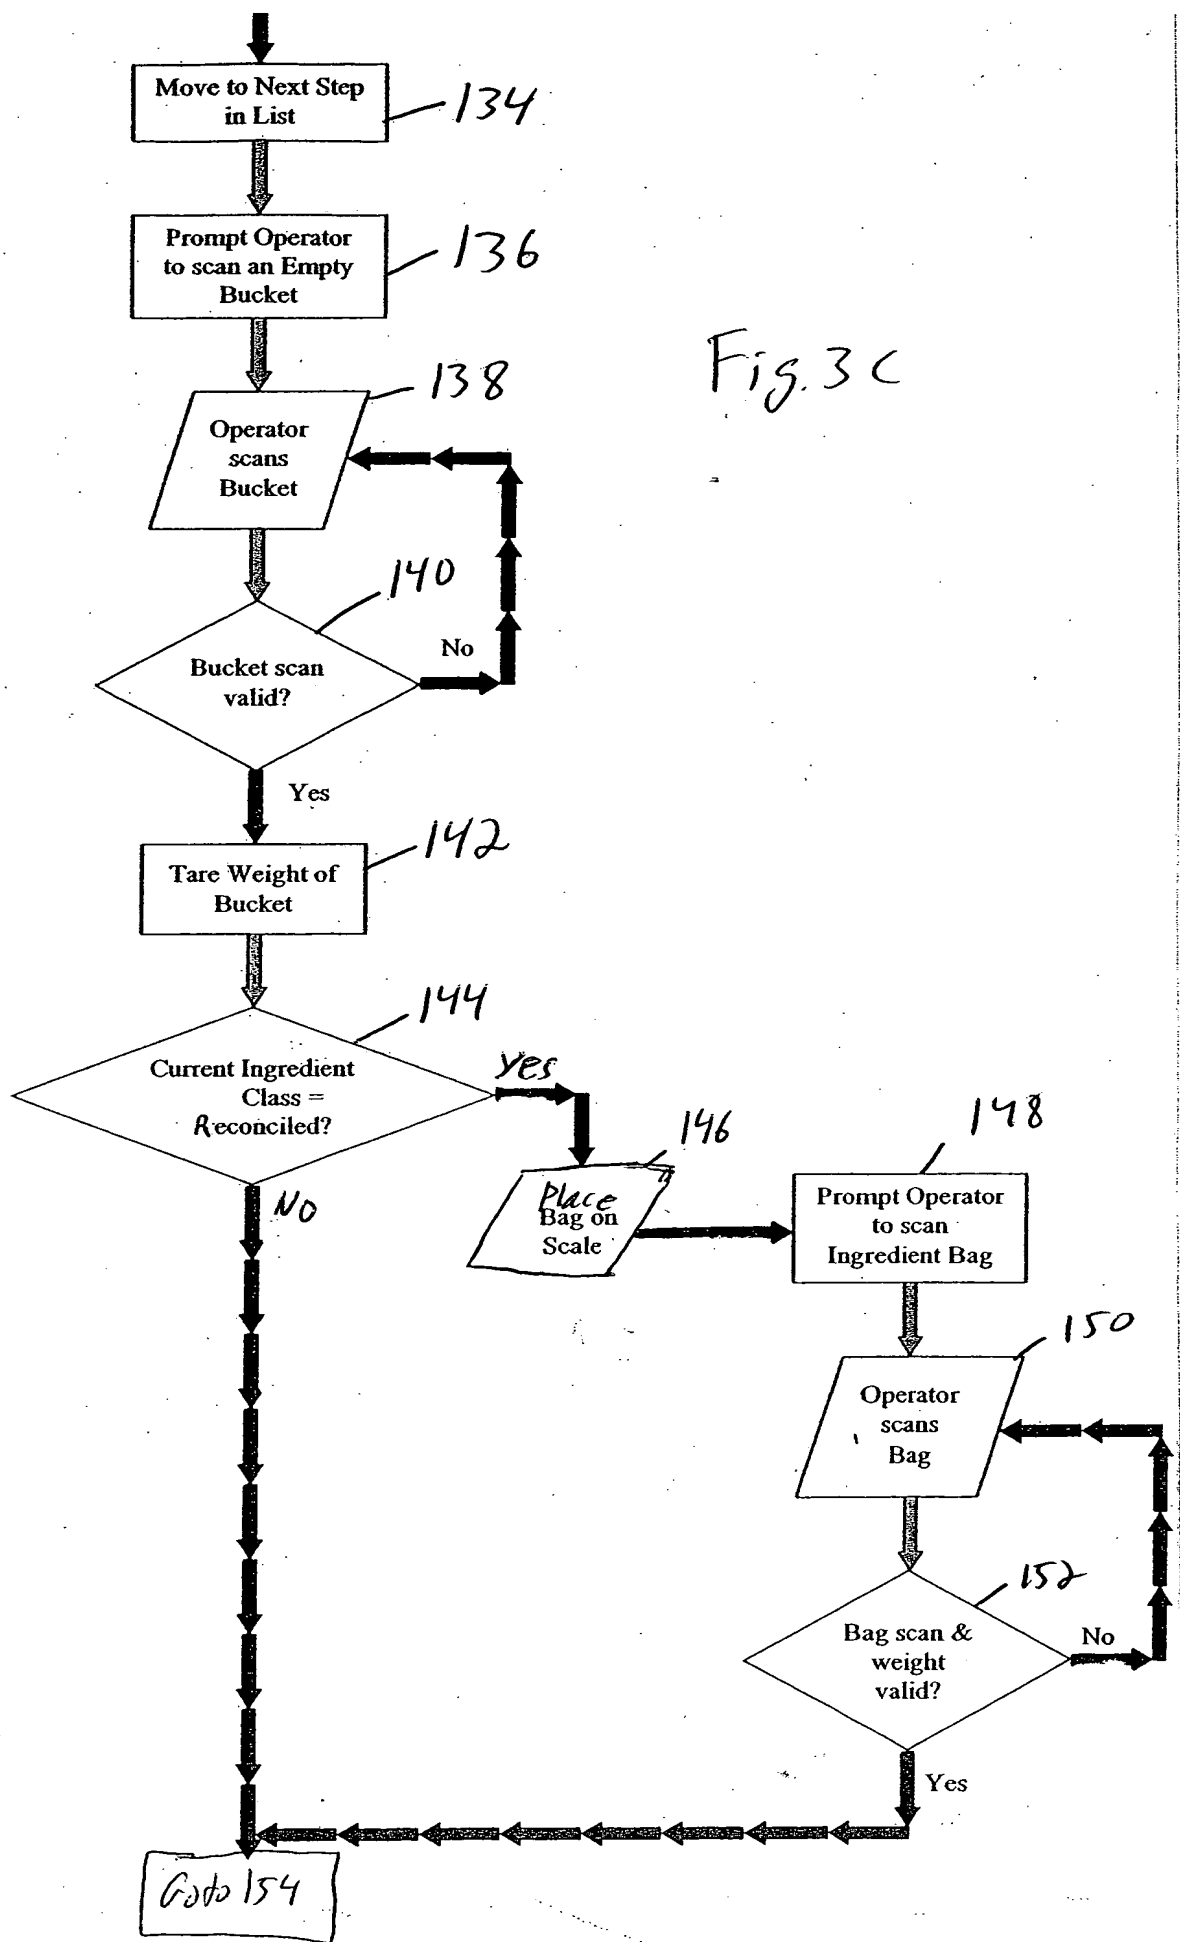 Move to Next Step
in List
134
Prompt Operator
to scan an Empty
Bucket
136
Fig. 3C
138
Operator
scans
Bucket
140
No
Bucket scan
valid?
Yes
142
Tare Weight of
Bucket
144
Current Ingredient
Class =
Reconciled?
Yes
No
146
Place
Bag on
Scale
148
Prompt Operator
to scan
Ingredient Bag
150
Operator
scans
Bag
152
Bag scan &
weight
valid?
No
Yes
Goto 154